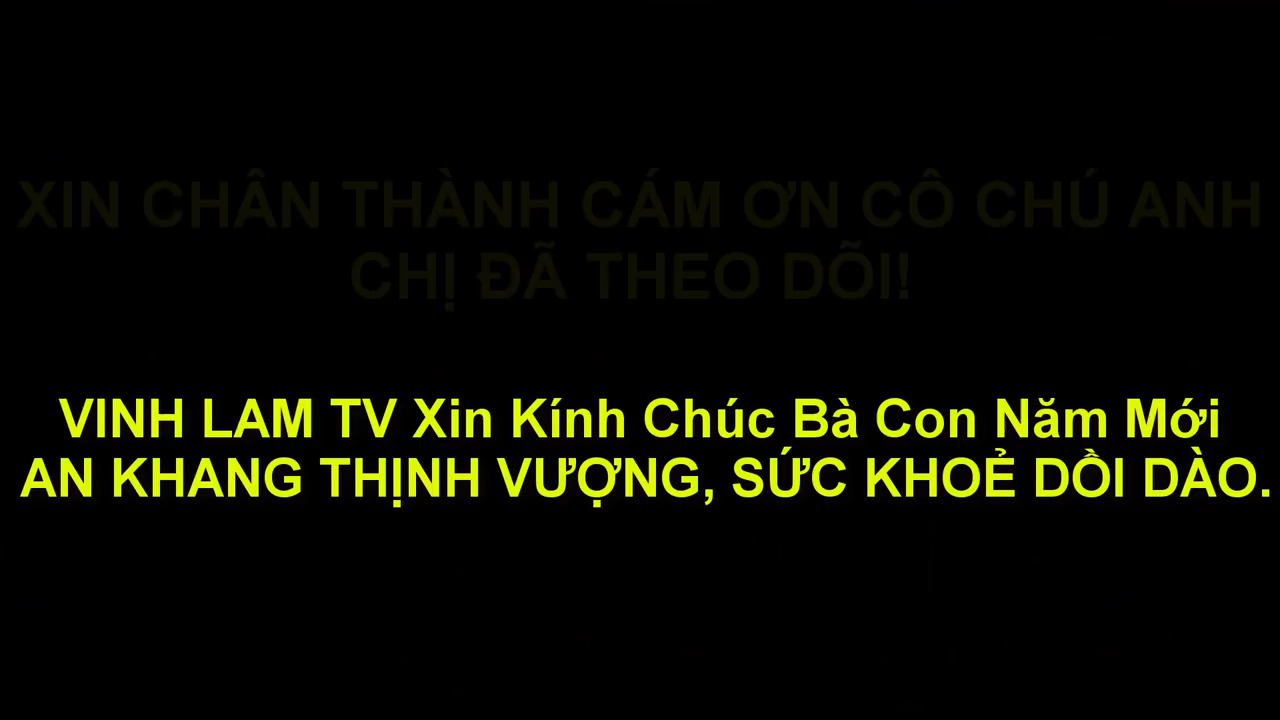 XIN CHÂN THÀNH CÁM ƠN CÔ CHÚ ANH
CHỊ ĐÃ THEO DÕI!
VINH LAM TV Xin Kính Chúc Bà Con Năm Mới
AN KHANG THỊNH VƯỢNG, SỨC KHOẺ DỒI DÀO.